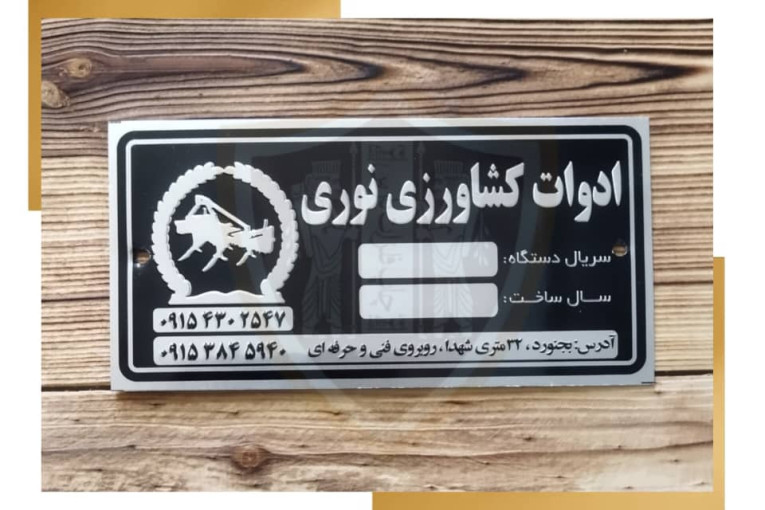 ادوات کشاورزی نوری
سریال دستگاه:
سال ساخت:
۰۹۱۵ ۴۳۰ ۲۵۴۷
۰۹۱۵ ۳۸۴ ۵۹۴۰
آدرس: بجنورد، ۳۲ متری شهدا، روبروی فنی و حرفه ای